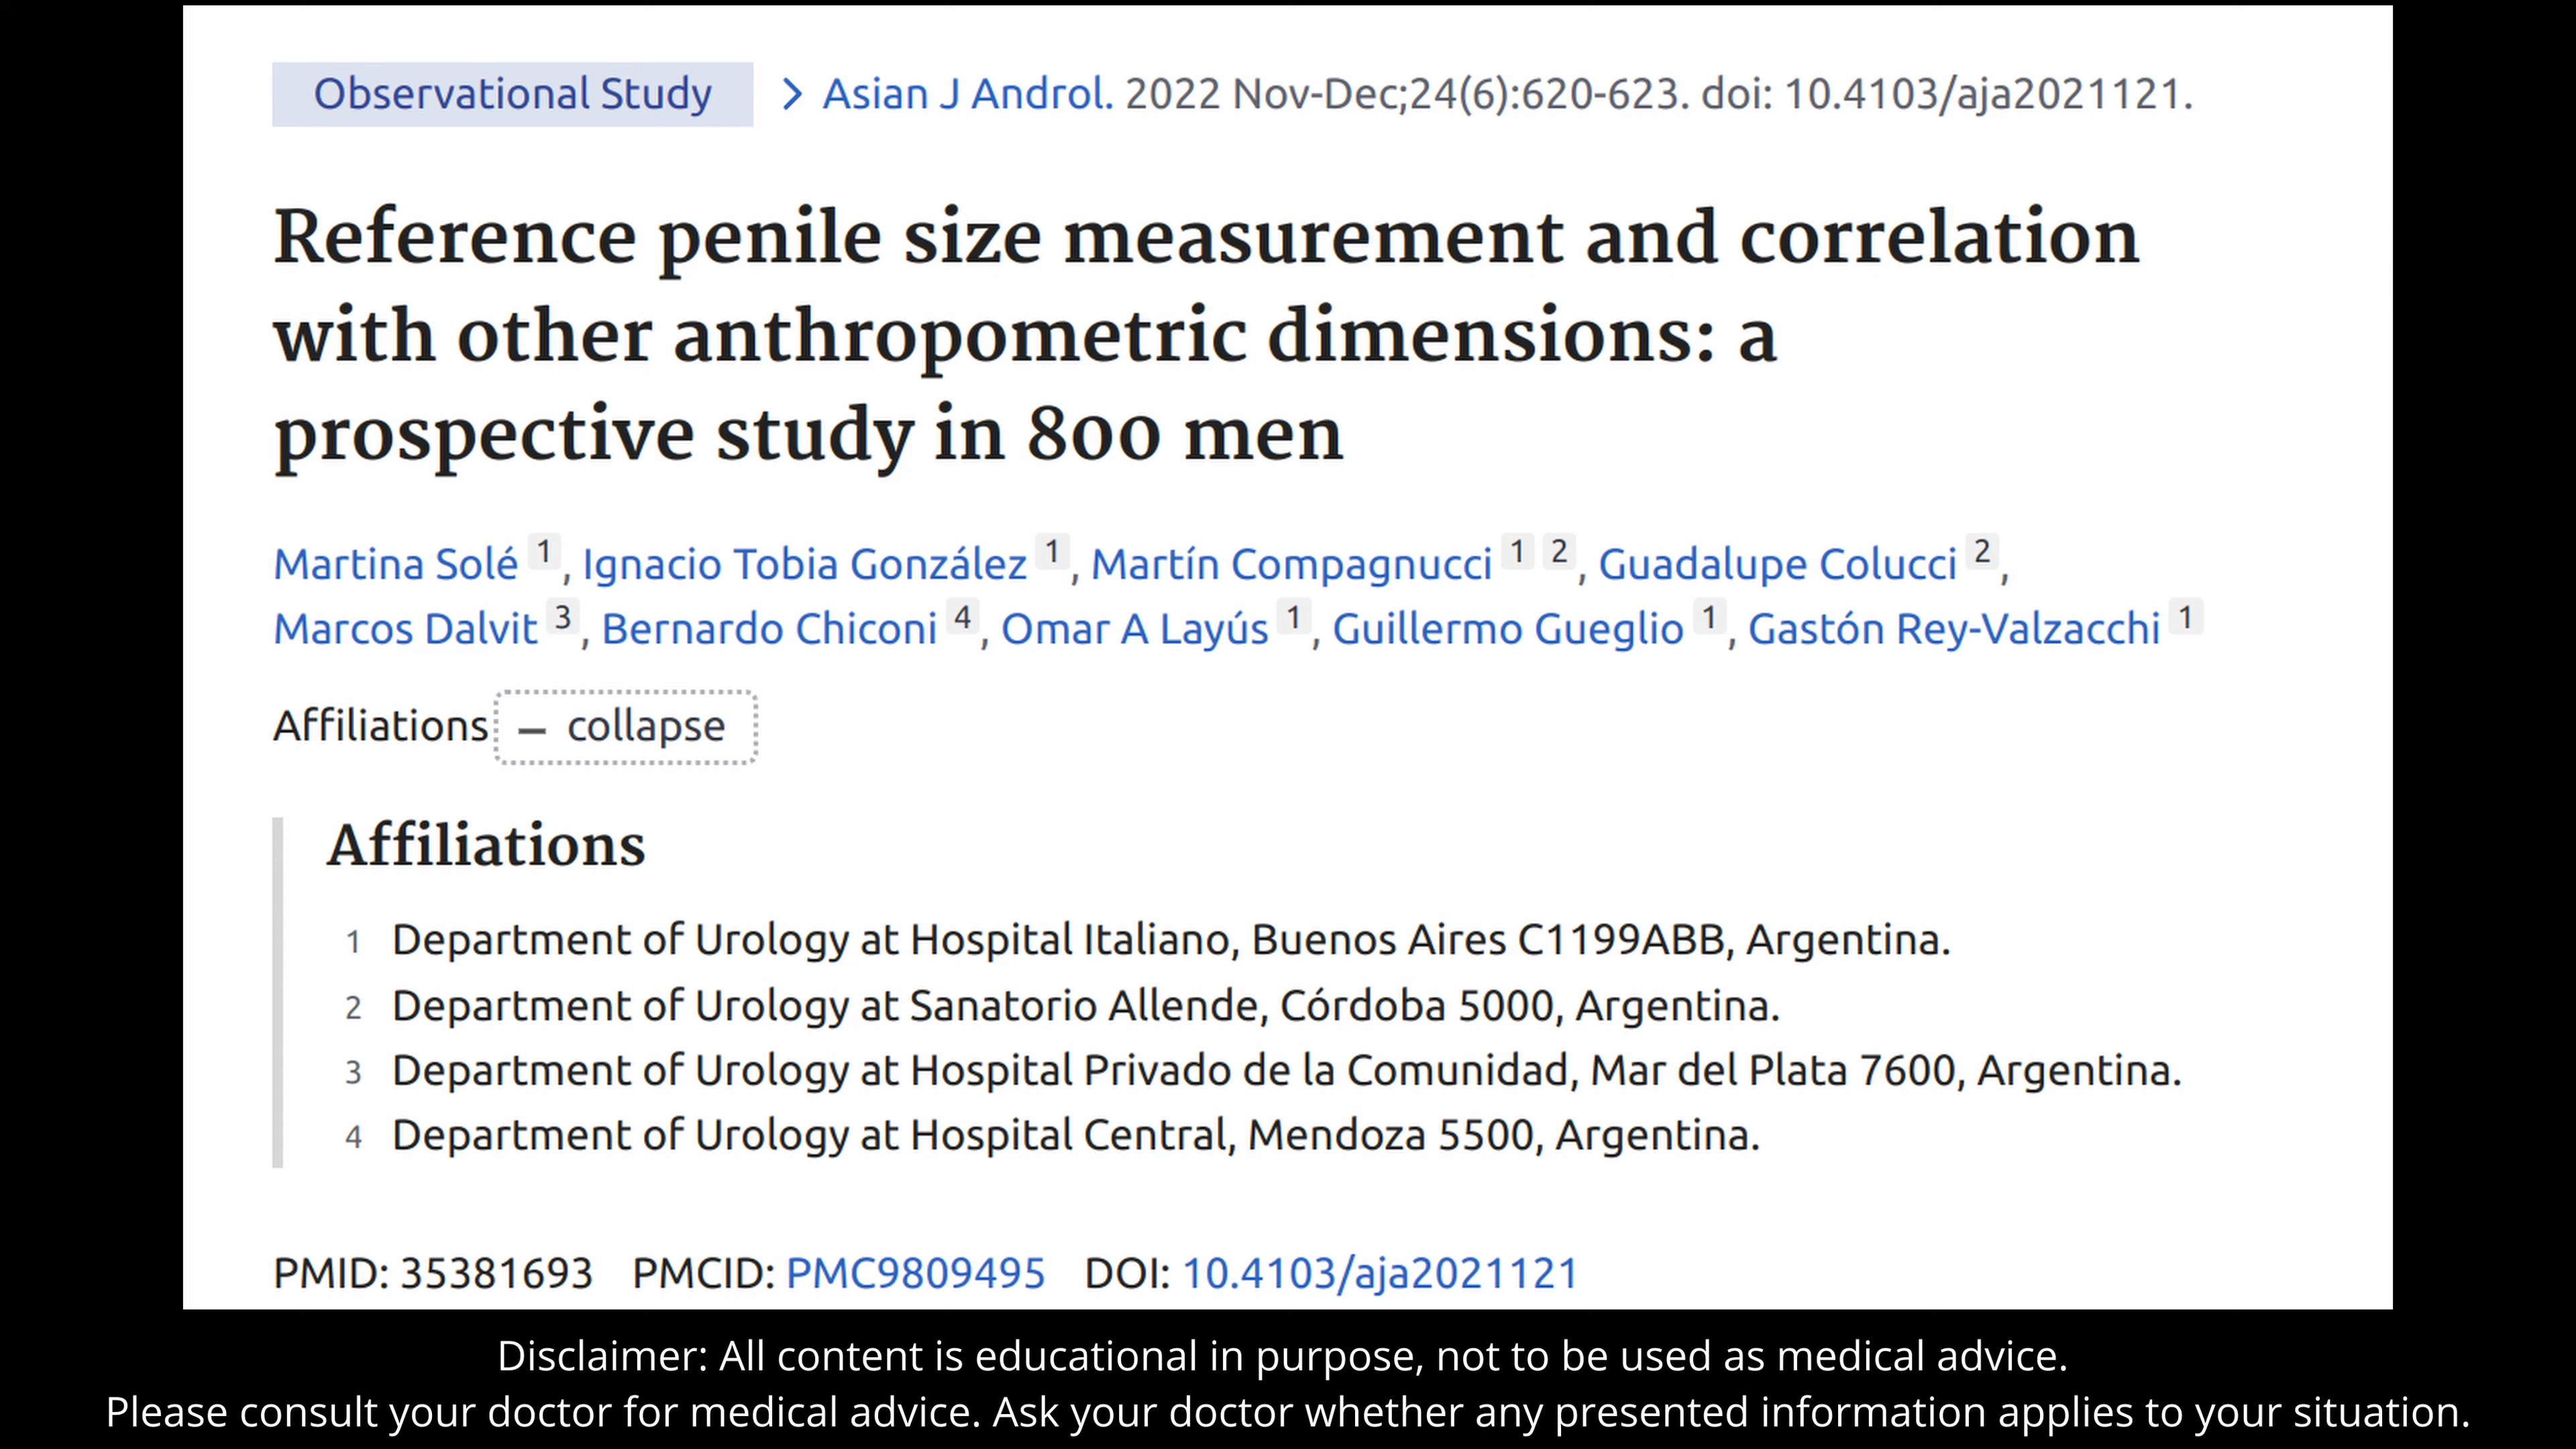 Observational Study > Asian J Androl. 2022 Nov-Dec;24(6):620-623. doi: 10.4103/aja2021121.
Reference penile size measurement and correlation
with other anthropometric dimensions: a
prospective study in 800 men
Martina Solé 1, Ignacio Tobia González 1, Martín Compagnucci 1 2, Guadalupe Colucci 2,
Marcos Dalvit 3, Bernardo Chiconi 4, Omar A Layús 1, Guillermo Gueglio 1, Gastón Rey-Valzacchi 1
Affiliations – collapse
Affiliations
1 Department of Urology at Hospital Italiano, Buenos Aires C1199ABB, Argentina.
2 Department of Urology at Sanatorio Allende, Córdoba 5000, Argentina.
3 Department of Urology at Hospital Privado de la Comunidad, Mar del Plata 7600, Argentina.
4 Department of Urology at Hospital Central, Mendoza 5500, Argentina.
PMID: 35381693 PMCID: PMC9809495 DOI: 10.4103/aja2021121
Disclaimer: All content is educational in purpose, not to be used as medical advice.
Please consult your doctor for medical advice. Ask your doctor whether any presented information applies to your situation.